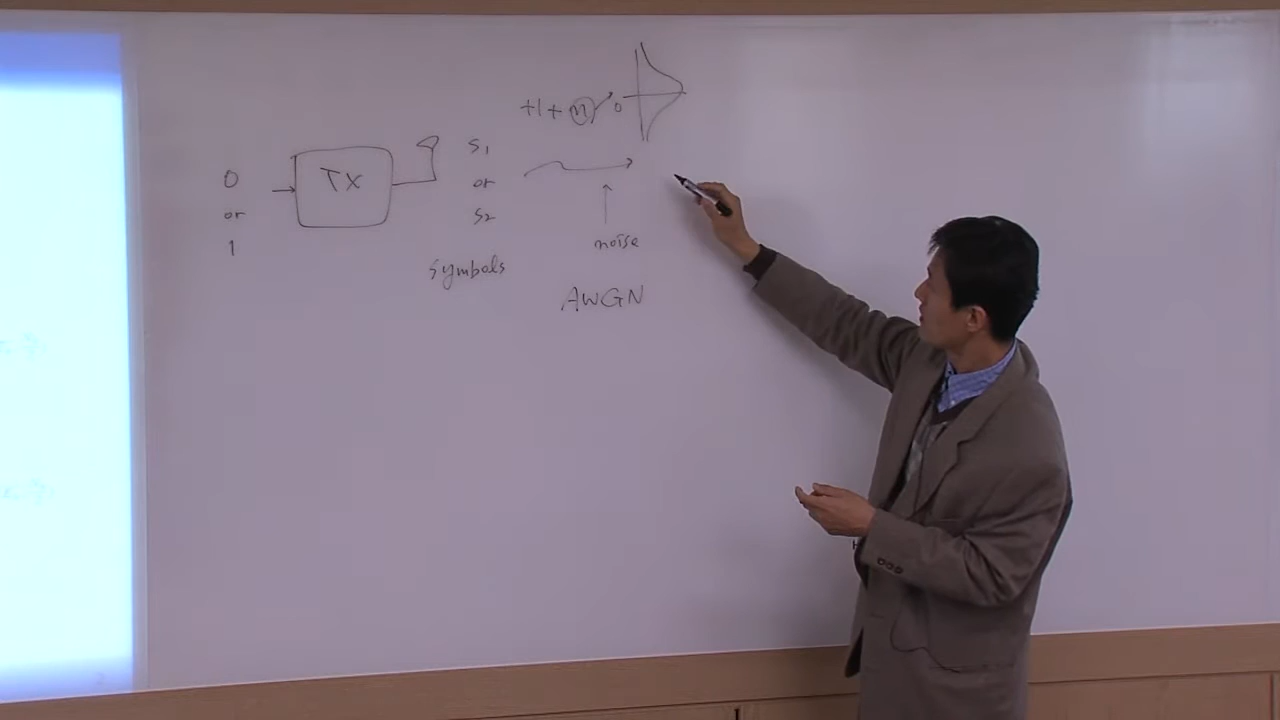 +1 + n 0
0
or
1
TX
S1
or
S2
symbols
noise
AWGN